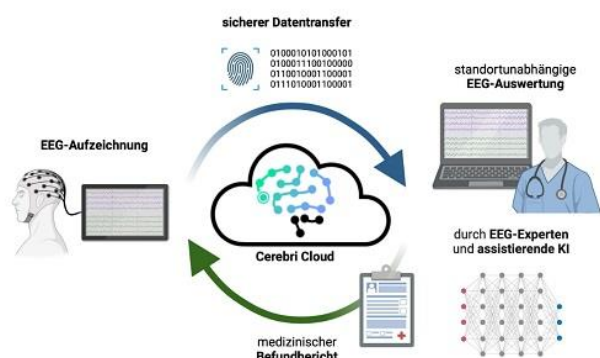 sicherer Datentransfer
0100010101000101
0100011100100000
0110010001100001
0111010001100001
standortunabhängige
EEG-Auswertung
EEG-Aufzeichnung
Cerebri Cloud
durch EEG-Experten
und assistierende KI
medizinischer
Befundbericht